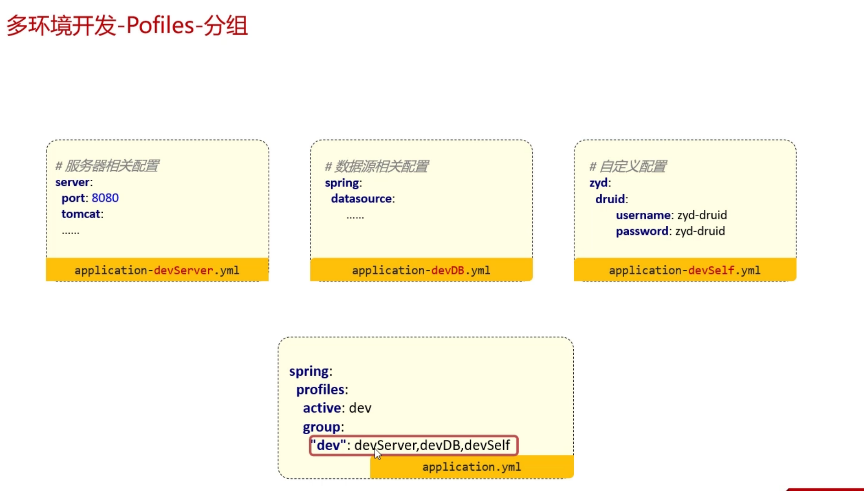 多环境开发-Pofiles-分组
# 服务器相关配置
server:
port: 8080
tomcat:
......
application-devServer.yml
# 数据源相关配置
spring:
datasource:
......
application-devDB.yml
# 自定义配置
zyd:
druid:
username: zyd-druid
password: zyd-druid
application-devSelf.yml
spring:
profiles:
active: dev
group:
"dev": devServer,devDB,devSelf
application.yml